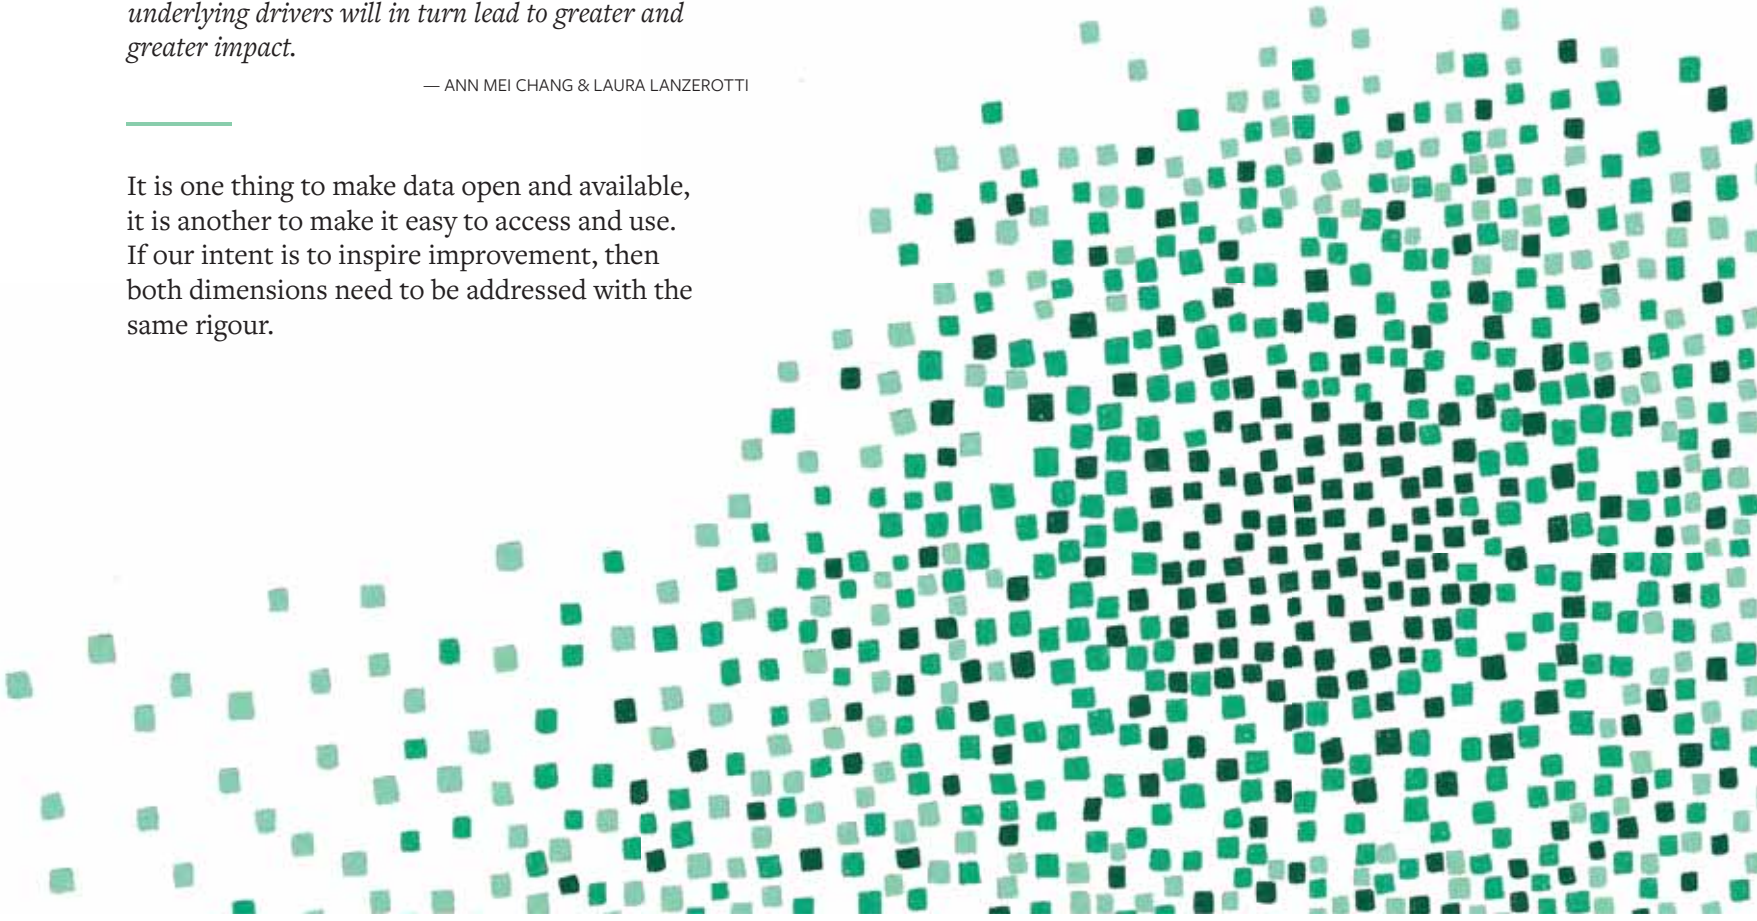 underlying drivers will in turn lead to greater and
greater impact.
— ANN MEI CHANG & LAURA LANZEROTTI
It is one thing to make data open and available,
it is another to make it easy to access and use.
If our intent is to inspire improvement, then
both dimensions need to be addressed with the
same rigour.